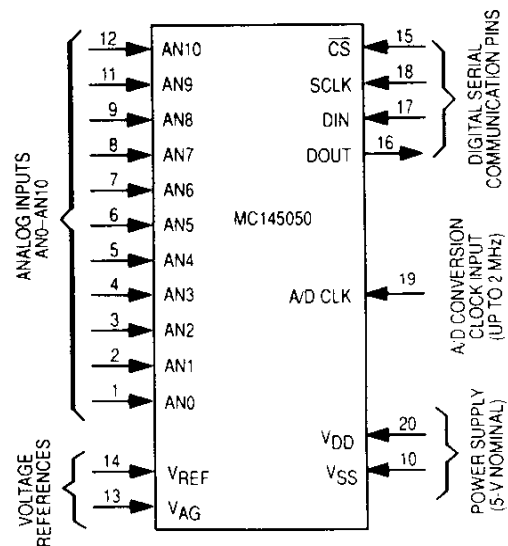 ANALOG INPUTS
AN0–AN10
12 AN10
11 AN9
9 AN8
8 AN7
7 AN6
6 AN5
5 AN4
4 AN3
3 AN2
2 AN1
1 AN0
VOLTAGE
REFERENCES
14 VREF
13 VAG
MC145050
CS 15
SCLK 18
DIN 17
DOUT 16
DIGITAL SERIAL
COMMUNICATION PINS
A/D CLK 19
A/D CONVERSION
CLOCK INPUT
(UP TO 2 MHz)
VDD 20
VSS 10
POWER SUPPLY
(5-V NOMINAL)